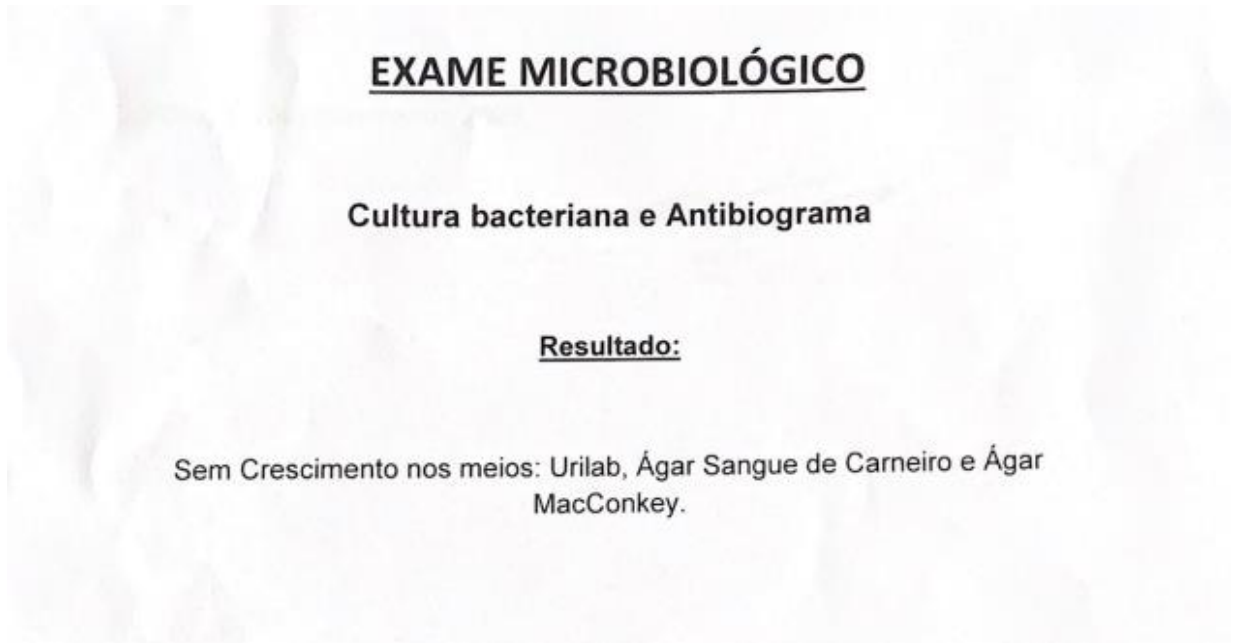 EXAME MICROBIOLÓGICO
Cultura bacteriana e Antibiograma
Resultado:
Sem Crescimento nos meios: Urilab, Ágar Sangue de Carneiro e Ágar
MacConkey.